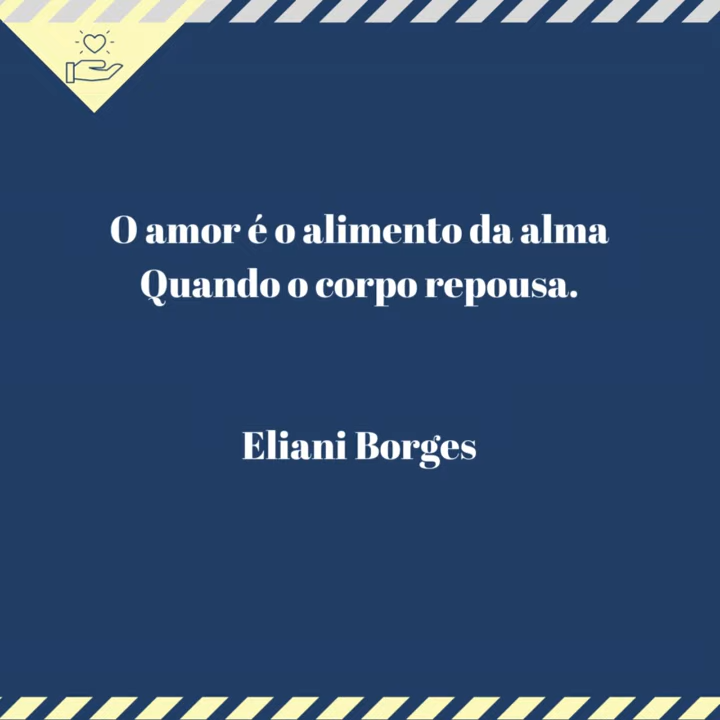 O amor é o alimento da alma
Quando o corpo repousa.
Eliani Borges